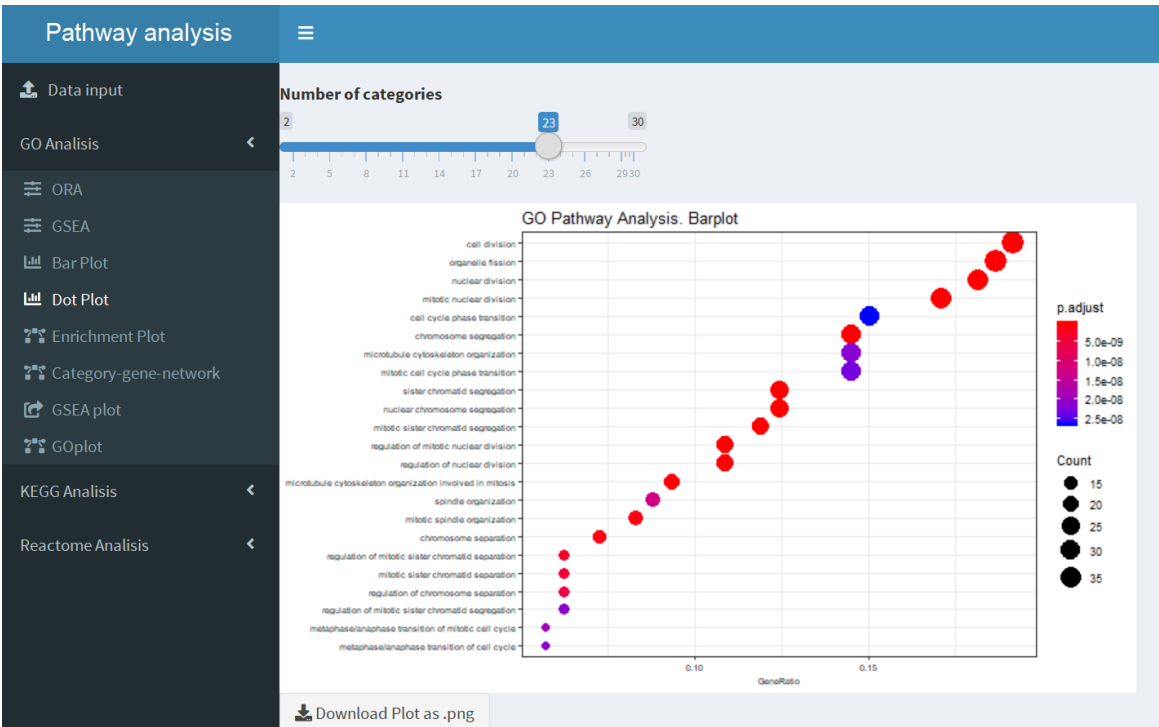 Pathway analysis
Data input
GO Analisis
ORA
GSEA
Bar Plot
Dot Plot
Enrichment Plot
Category-gene-network
GSEA plot
GOplot
KEGG Analisis
Reactome Analisis
Number of categories
2 23 30
2 5 8 11 14 17 20 23 26 29 30
GO Pathway Analysis. Barplot
cell division
organelle fission
nuclear division
mitotic nuclear division
cell cycle phase transition
chromosome segregation
microtubule cytoskeleton organization
mitotic cell cycle phase transition
sister chromatid segregation
nuclear chromosome segregation
mitotic sister chromatid segregation
regulation of mitotic nuclear division
regulation of nuclear division
microtubule cytoskeleton organization involved in mitosis
spindle organization
mitotic spindle organization
chromosome separation
regulation of mitotic sister chromatid separation
mitotic sister chromatid separation
regulation of chromosome separation
regulation of mitotic sister chromatid segregation
metaphase/anaphase transition of mitotic cell cycle
metaphase/anaphase transition of cell cycle
0.10 0.15
GeneRatio
p.adjust
5.0e-09
1.0e-08
1.5e-08
2.0e-08
2.5e-08
Count
15
20
25
30
35
Download Plot as .png